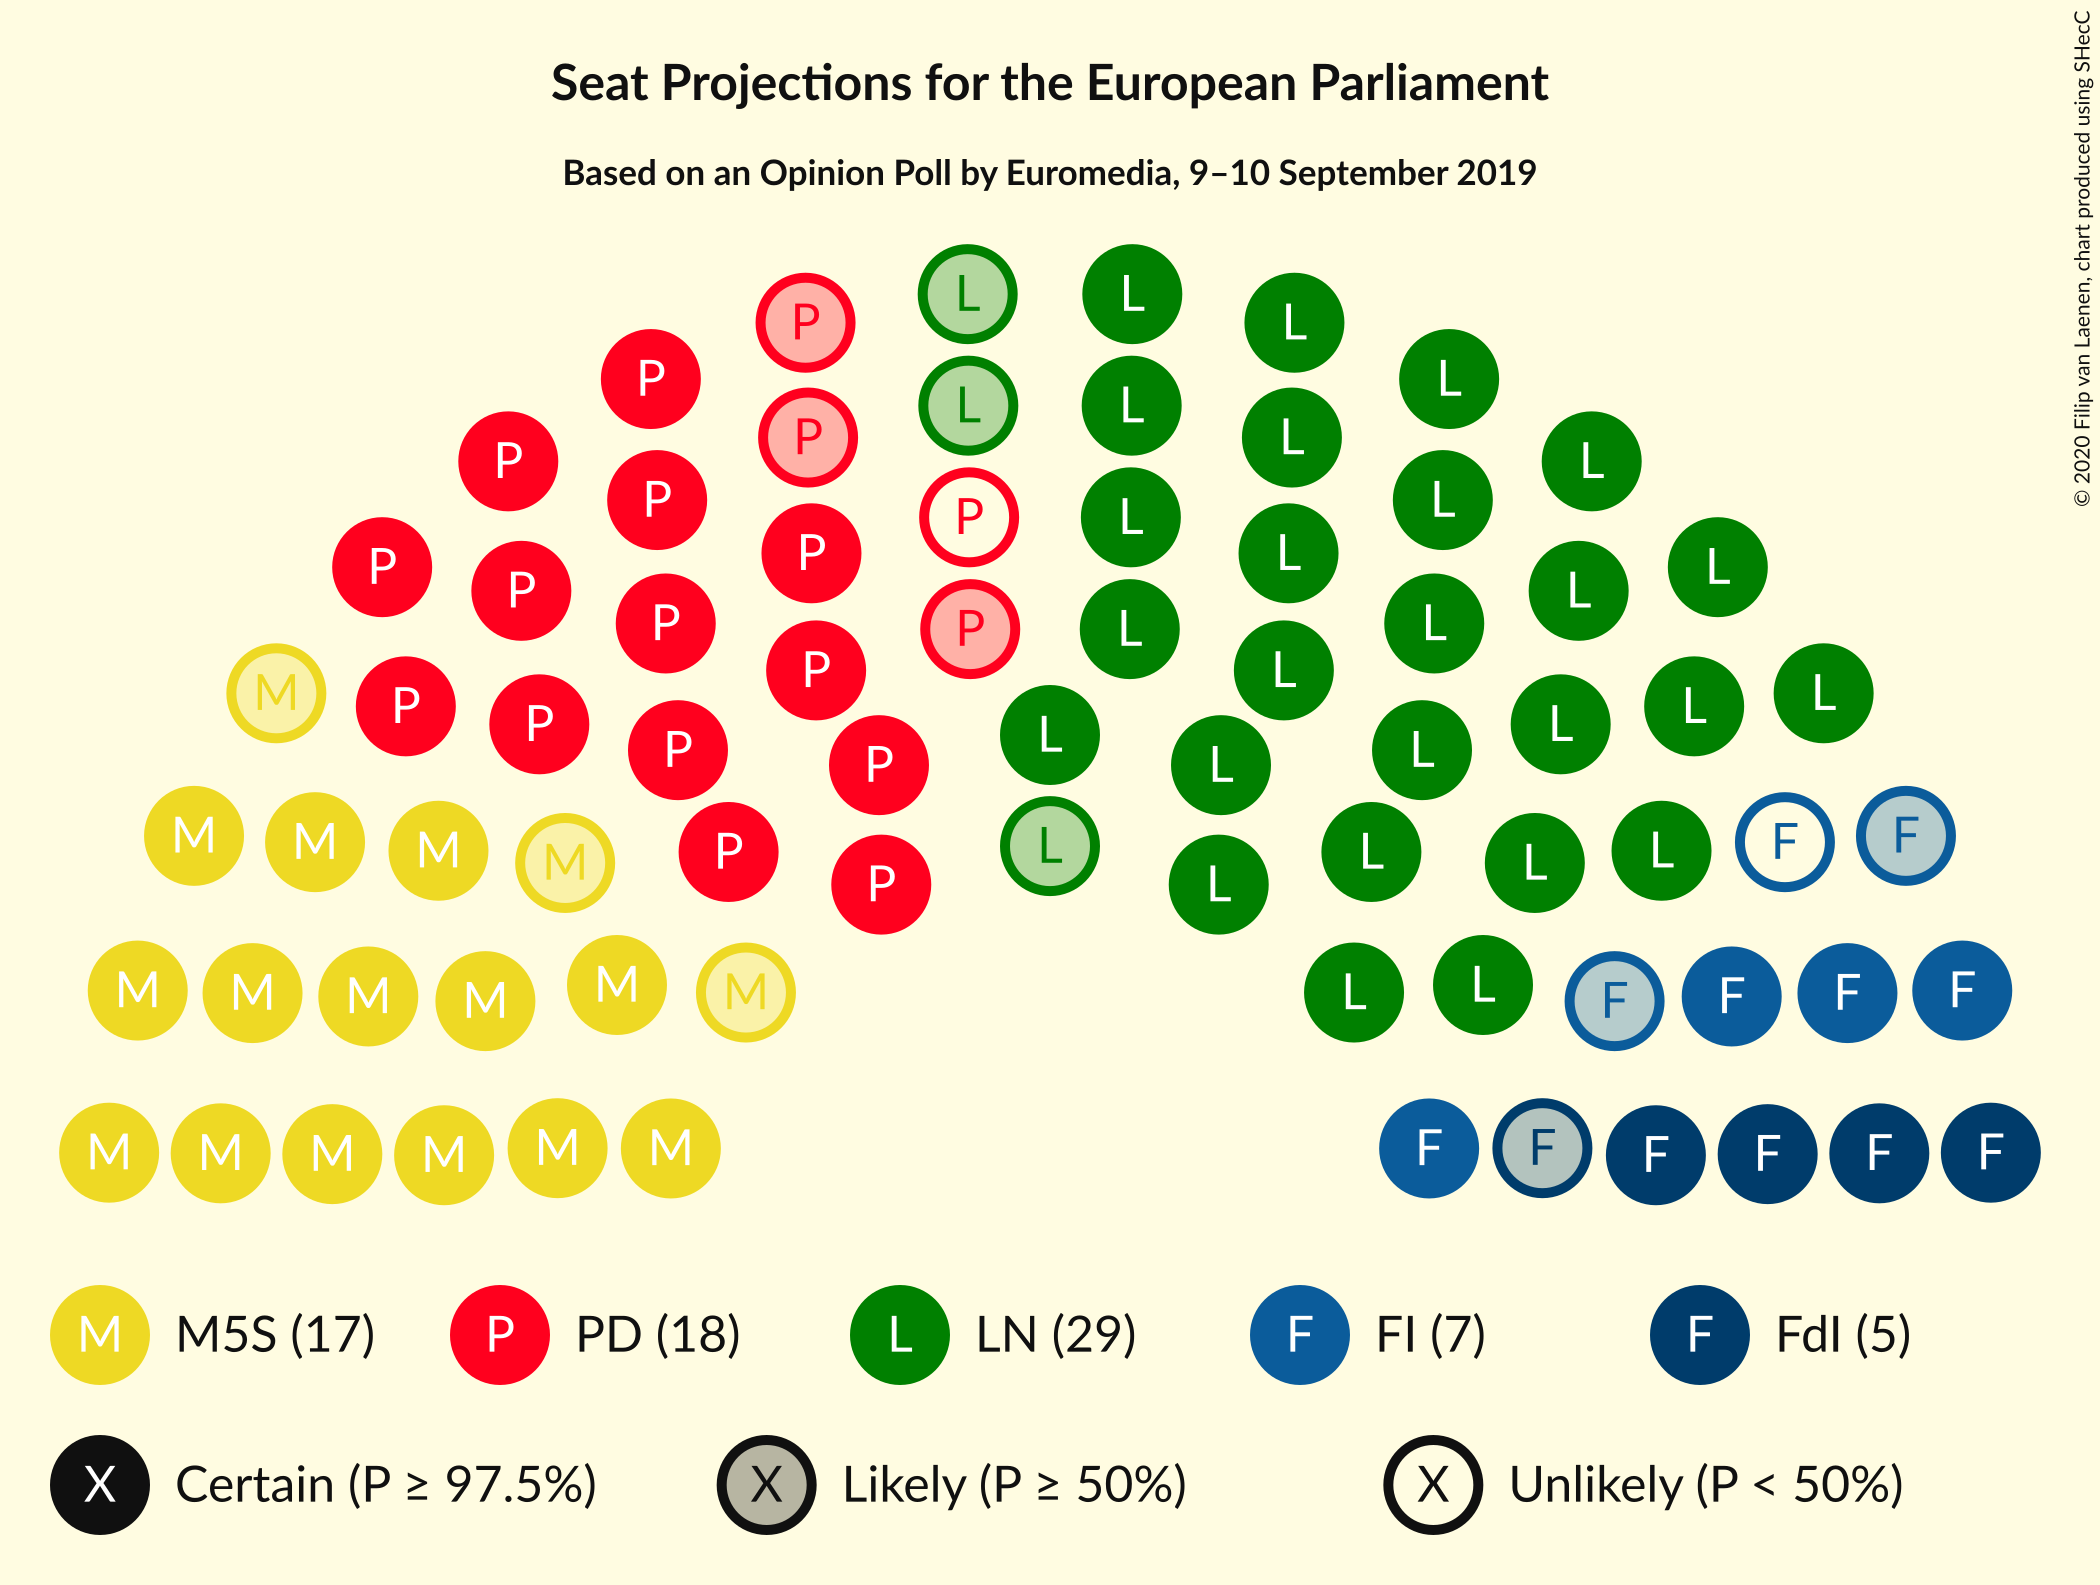 Seat Projections for the European Parliament
Based on an Opinion Poll by Euromedia, 9–10 September 2019
© 2020 Filip van Laenen, chart produced using SHecC
L L
P L
P L
L L
P L
P L
P L
P P L L
P L
P P L L
P L
P P L L
M P P P L L L L
P P L L L
M M M M P P L L L L F F
P L
M M M M M M L L F F F F
M M M M M M F F F F F F
M M5S (17) P PD (18) L LN (29) F FI (7) F FdI (5)
X Certain (P ≥ 97.5%) X Likely (P ≥ 50%) X Unlikely (P < 50%)